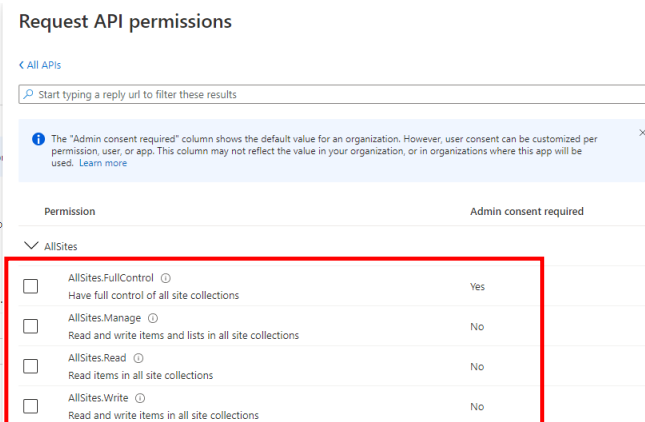 Request API permissions
All APIs
Start typing a reply url to filter these results
The "Admin consent required" column shows the default value for an organization. However, user consent can be customized per
permission, user, or app. This column may not reflect the value in your organization, or in organizations where this app will be
used. Learn more
Permission Admin consent required
AllSites
AllSites.FullControl
Have full control of all site collections Yes
AllSites.Manage
Read and write items and lists in all site collections No
AllSites.Read
Read items in all site collections No
AllSites.Write
Read and write items in all site collections No